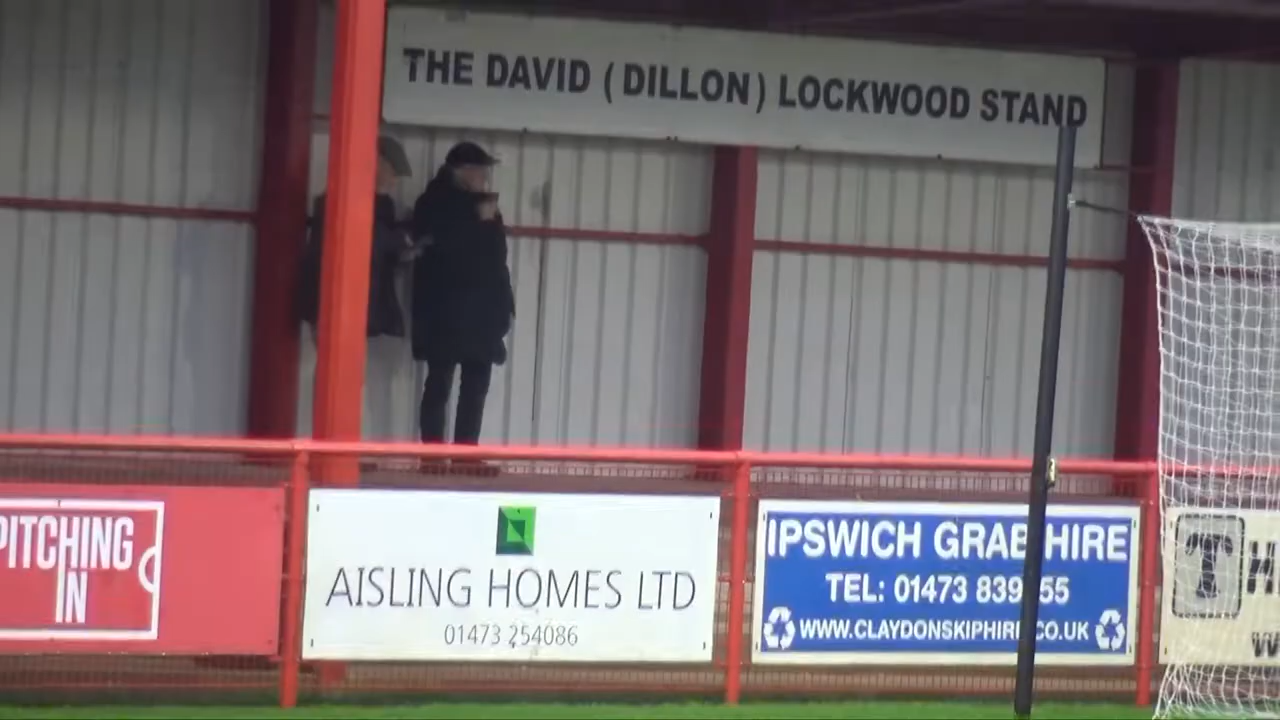 THE DAVID (DILLON) LOCKWOOD STAND
PITCHING
IN
AISLING HOMES LTD
01473 254086
IPSWICH GRAB HIRE
TEL: 01473 839 55
WWW.CLAYDONSKIPHIRE.CO.UK
T